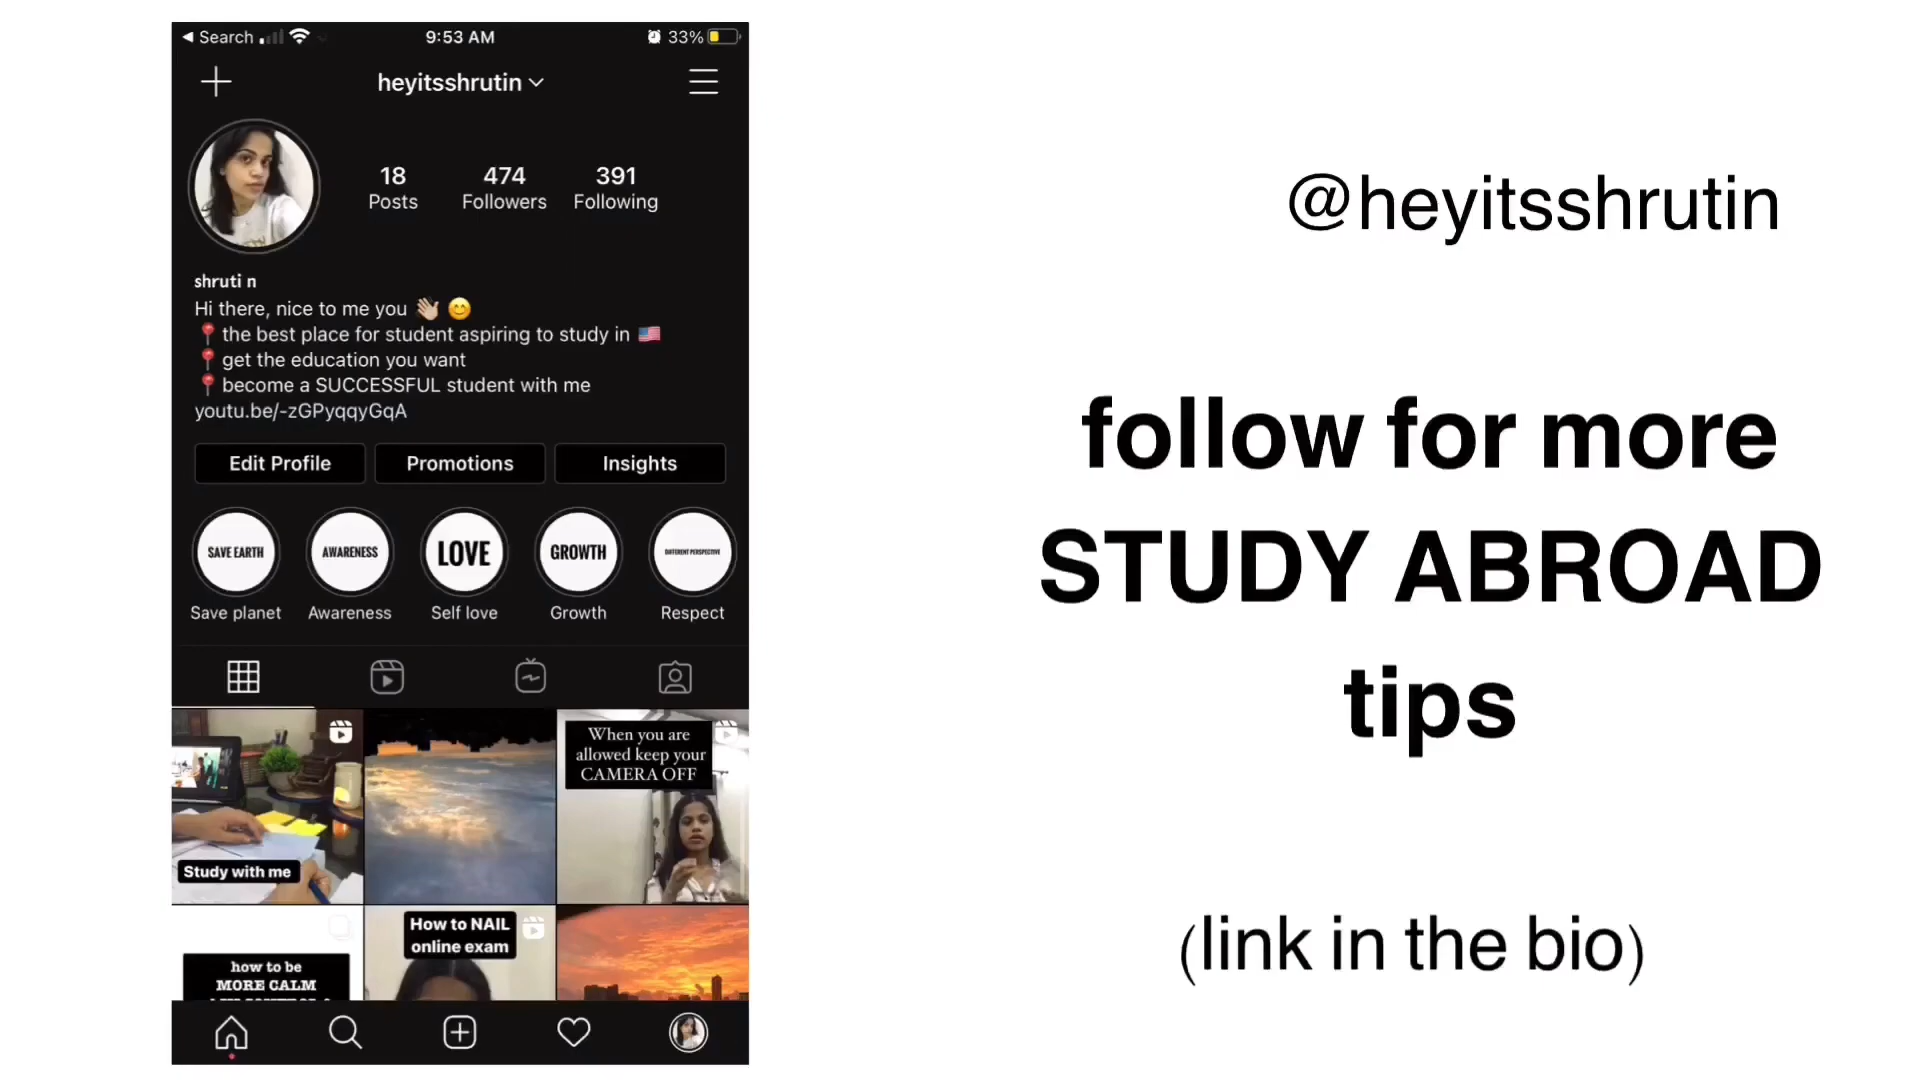 Search
9:53 AM
33%
heyitsshrutin
18
Posts
474
Followers
391
Following
shruti n
Hi there, nice to me you 👋🏼 😊
📍the best place for student aspiring to study in 🇺🇸
📍get the education you want
📍become a SUCCESSFUL student with me
youtu.be/-zGPyqqyGqA
Edit Profile
Promotions
Insights
SAVE EARTH
AWARENESS
LOVE
GROWTH
DIFFERENT PERSPECTIVE
Save planet
Awareness
Self love
Growth
Respect
Study with me
When you are
allowed keep your
CAMERA OFF
how to be
MORE CALM
How to NAIL
online exam
@heyitsshrutin
follow for more
STUDY ABROAD
tips
(link in the bio)